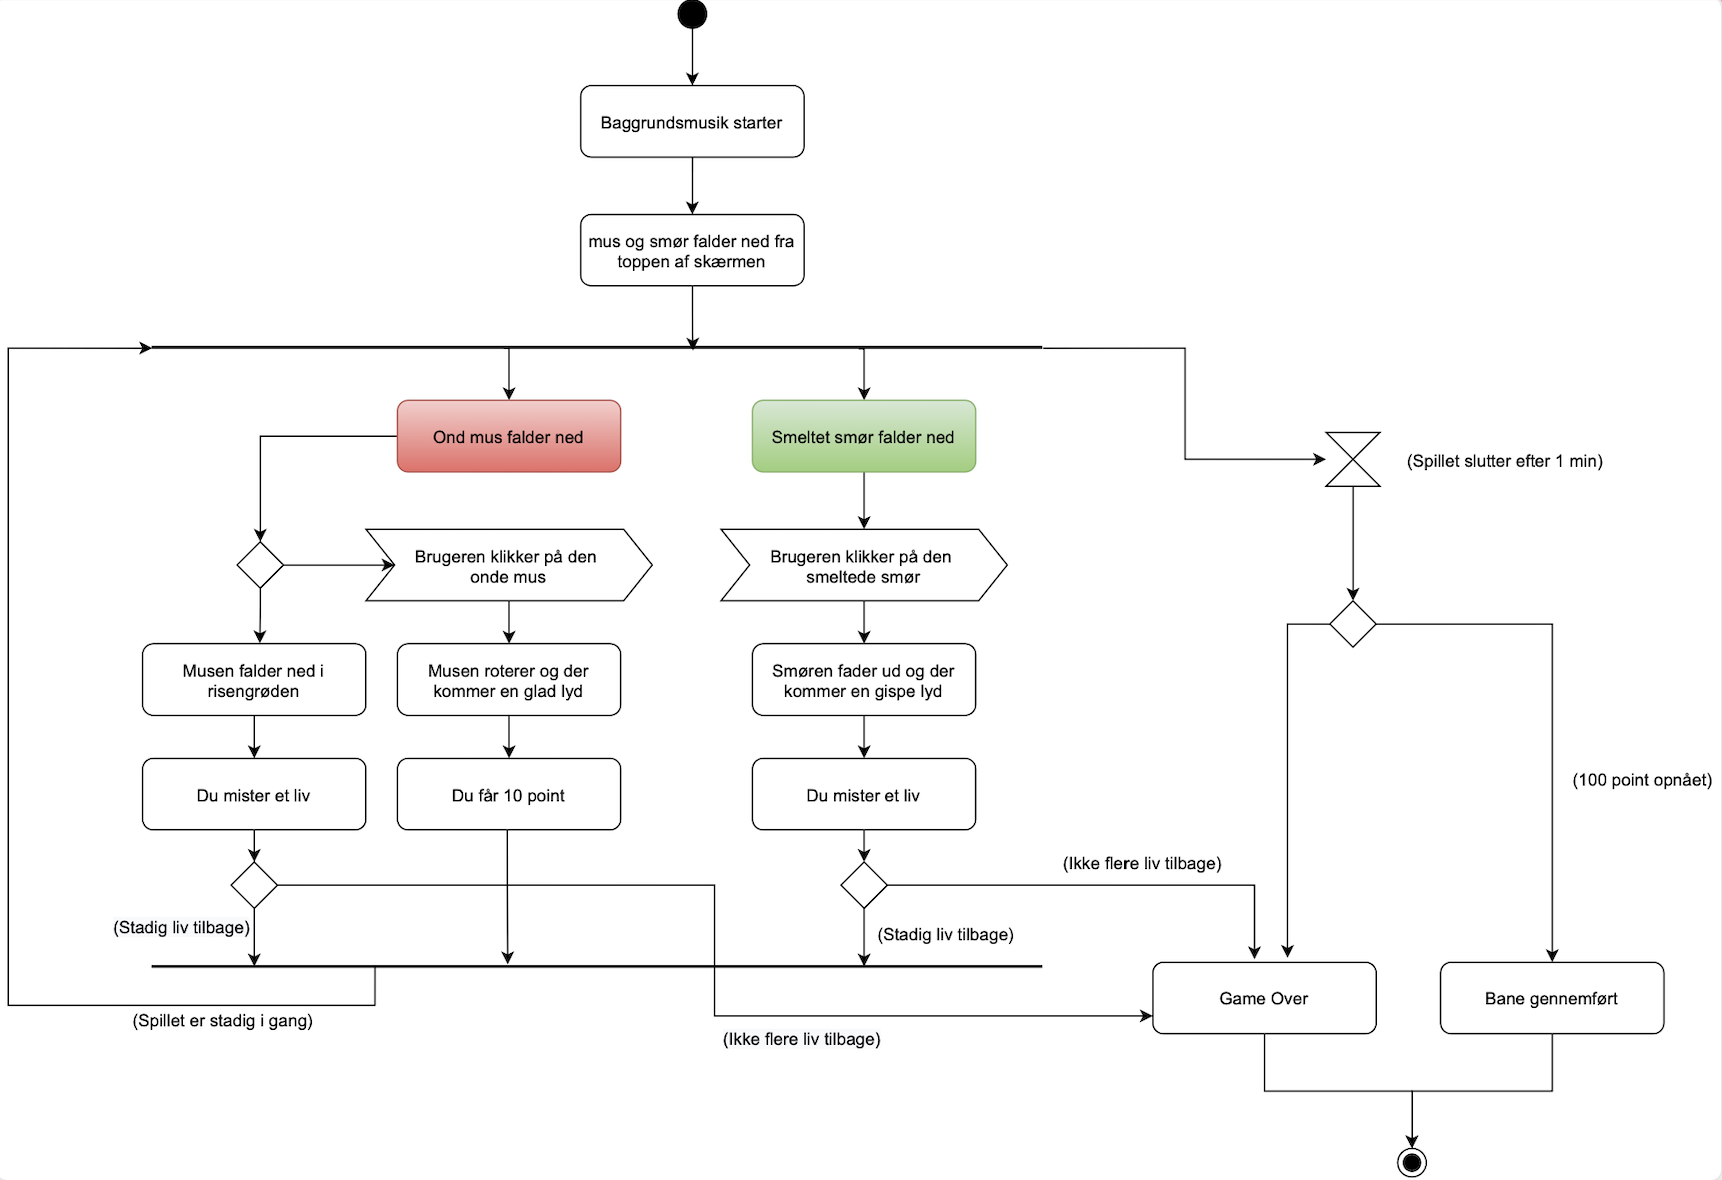 Baggrundsmusik starter
mus og smør falder ned fra
toppen af skærmen
Ond mus falder ned
Smeltet smør falder ned
(Spillet slutter efter 1 min)
Brugeren klikker på den
onde mus
Brugeren klikker på den
smeltede smør
Musen falder ned i
risengrøden
Musen roterer og der
kommer en glad lyd
Smøren fader ud og der
kommer en gispe lyd
Du mister et liv
Du får 10 point
Du mister et liv
(100 point opnået)
(Ikke flere liv tilbage)
(Stadig liv tilbage)
(Stadig liv tilbage)
Game Over
Bane gennemført
(Spillet er stadig i gang)
(Ikke flere liv tilbage)